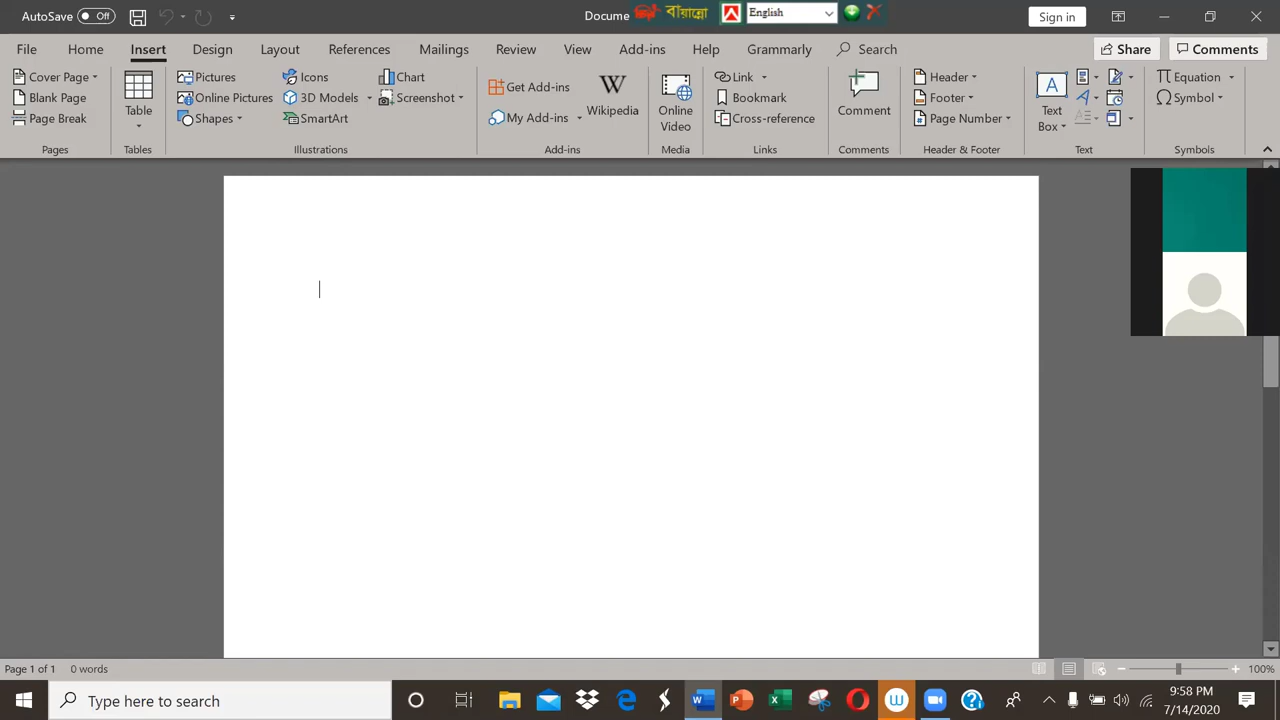 AutoS
Off
Docume
বায়ান্নো
English
Sign in
File
Home
Insert
Design
Layout
References
Mailings
Review
View
Add-ins
Help
Grammarly
Search
Share
Comments
Cover Page
Blank Page
Page Break
Pages
Table
Tables
Pictures
Online Pictures
Shapes
Icons
3D Models
SmartArt
Chart
Screenshot
Illustrations
Get Add-ins
My Add-ins
W
Wikipedia
Add-ins
Online
Video
Media
Link
Bookmark
Cross-reference
Links
Comment
Comments
Header
Footer
Page Number
Header & Footer
A
Text
Box
Text
Equation
Symbol
Symbols
Page 1 of 1
0 words
100%
Type here to search
9:58 PM
7/14/2020